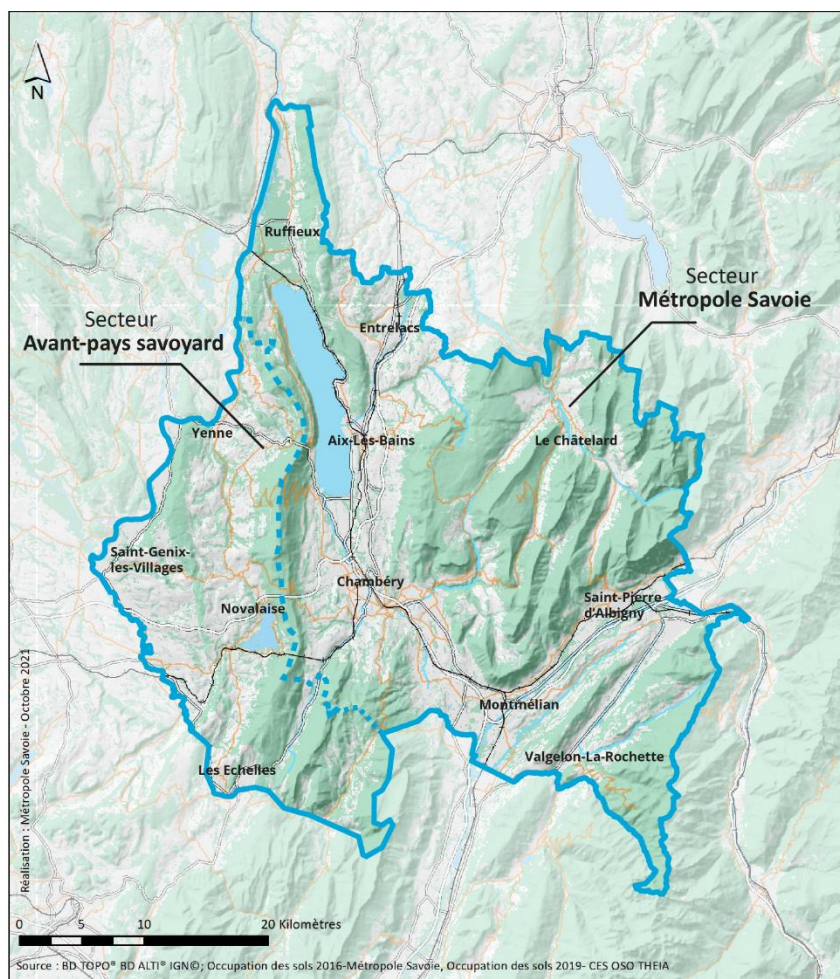 N
Ruffieux
Secteur
Métropole Savoie
Secteur
Avant-pays savoyard
Entrelacs
Yenne
Aix-Les-Bains
Le Châtelard
Saint-Genix-
les-Villages
Chambéry
Novalaise
Saint-Pierre
d'Albigny
Montmélian
Valgelon-La-Rochette
Les Echelles
Réalisation : Métropole Savoie - Octobre 2021
0 5 10 20 Kilomètres
Source : BD TOPO® BD ALTI® IGN©; Occupation des sols 2016-Métropole Savoie, Occupation des sols 2019- CES OSO THEIA